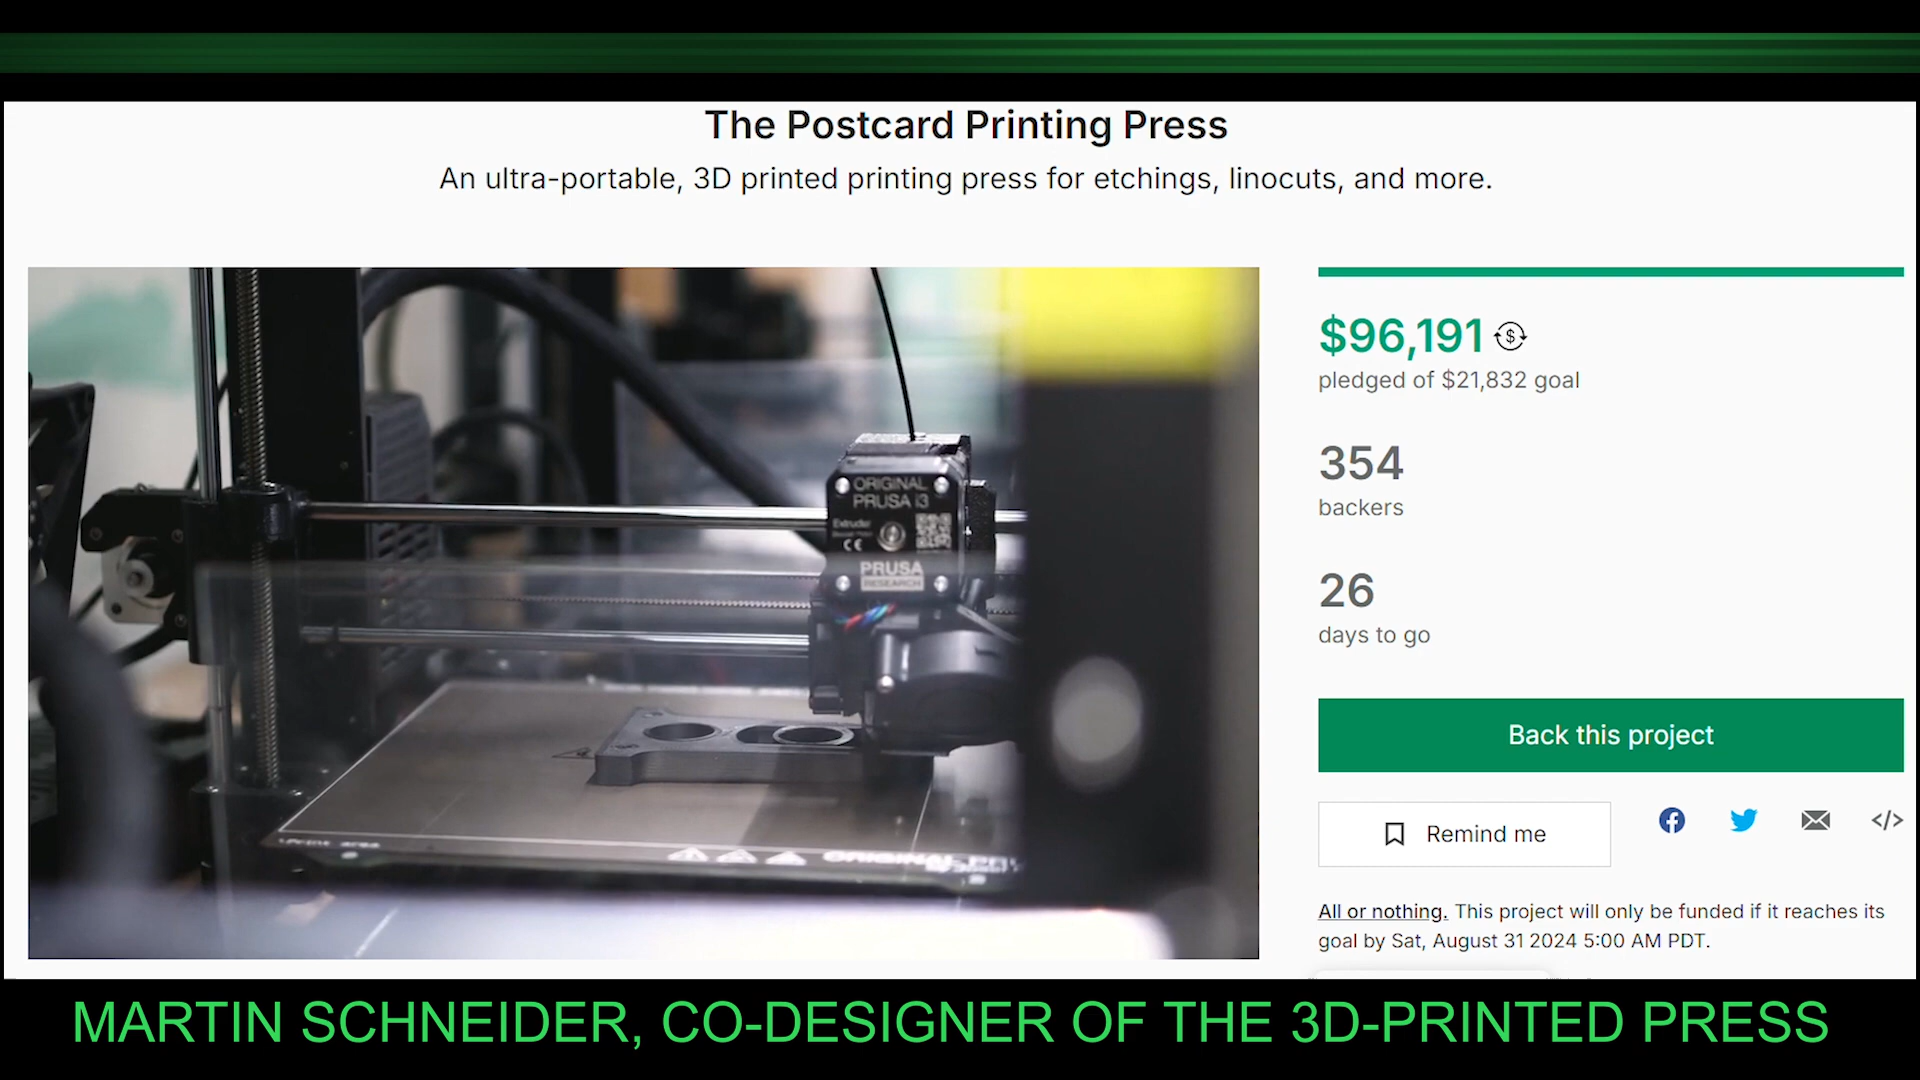 The Postcard Printing Press
An ultra-portable, 3D printed printing press for etchings, linocuts, and more.
ORIGINAL
PRUSA i3
Extruder
CE
PRUSA
RESEARCH
$96,191
pledged of $21,832 goal
354
backers
26
days to go
Back this project
Remind me
All or nothing. This project will only be funded if it reaches its
goal by Sat, August 31 2024 5:00 AM PDT.
MARTIN SCHNEIDER, CO-DESIGNER OF THE 3D-PRINTED PRESS